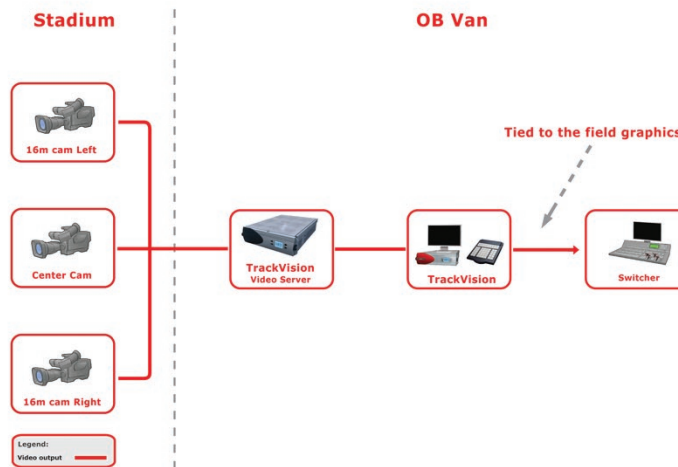 Stadium
OB Van
16m cam Left
Tied to the field graphics
Center Cam
TrackVision
Video Server
TrackVision
Switcher
16m cam Right
Legend:
Video output